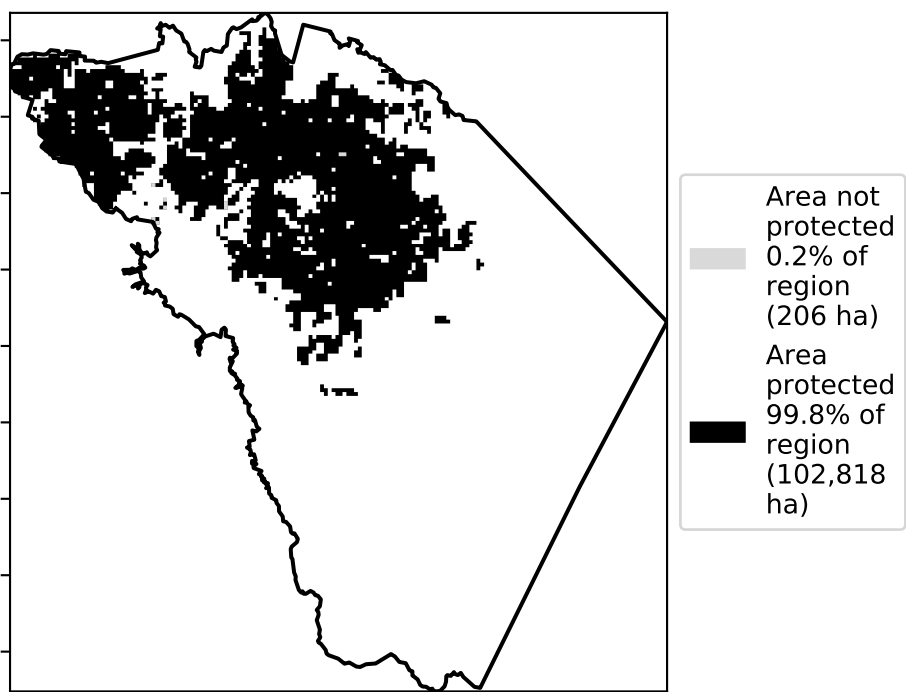 Area not
protected
0.2% of
region
(206 ha)
Area
protected
99.8% of
region
(102,818
ha)